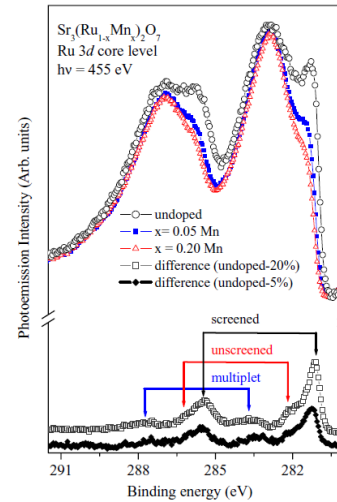 Sr₃(Ru₁₋ₓMnₓ)₂O₇
Ru 3d core level
hν = 455 eV
Photoemission Intensity (Arb. units)
undoped
x= 0.05 Mn
x= 0.20 Mn
difference (undoped-20%)
difference (undoped-5%)
screened
unscreened
multiplet
291 288 285 282
Binding energy (eV)